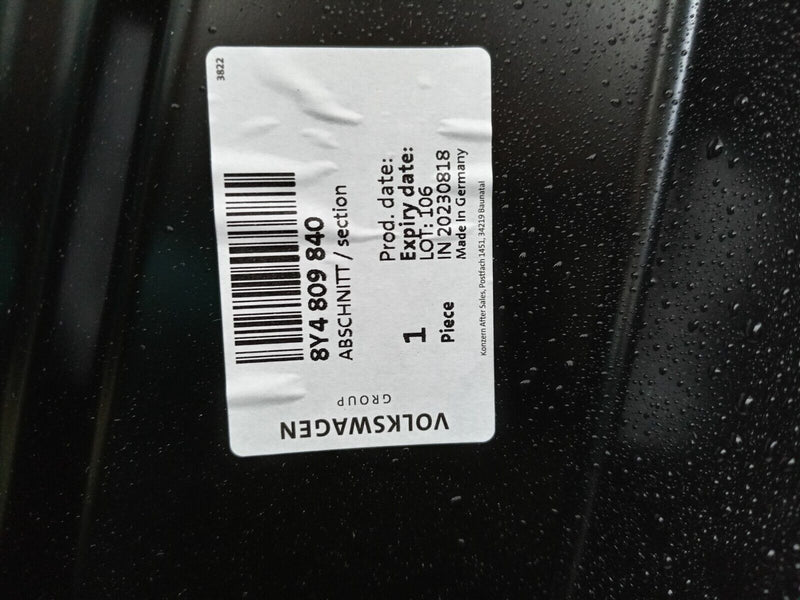 VOLKSWAGEN
GROUP
8Y4 809 840
ABSCHNITT / section
1
Piece
Prod. date:
Expiry date:
LOT: 106
IN 20230818
Made In Germany
Konzern After Sales, Postfach 1451, 34219 Baunatal
3822